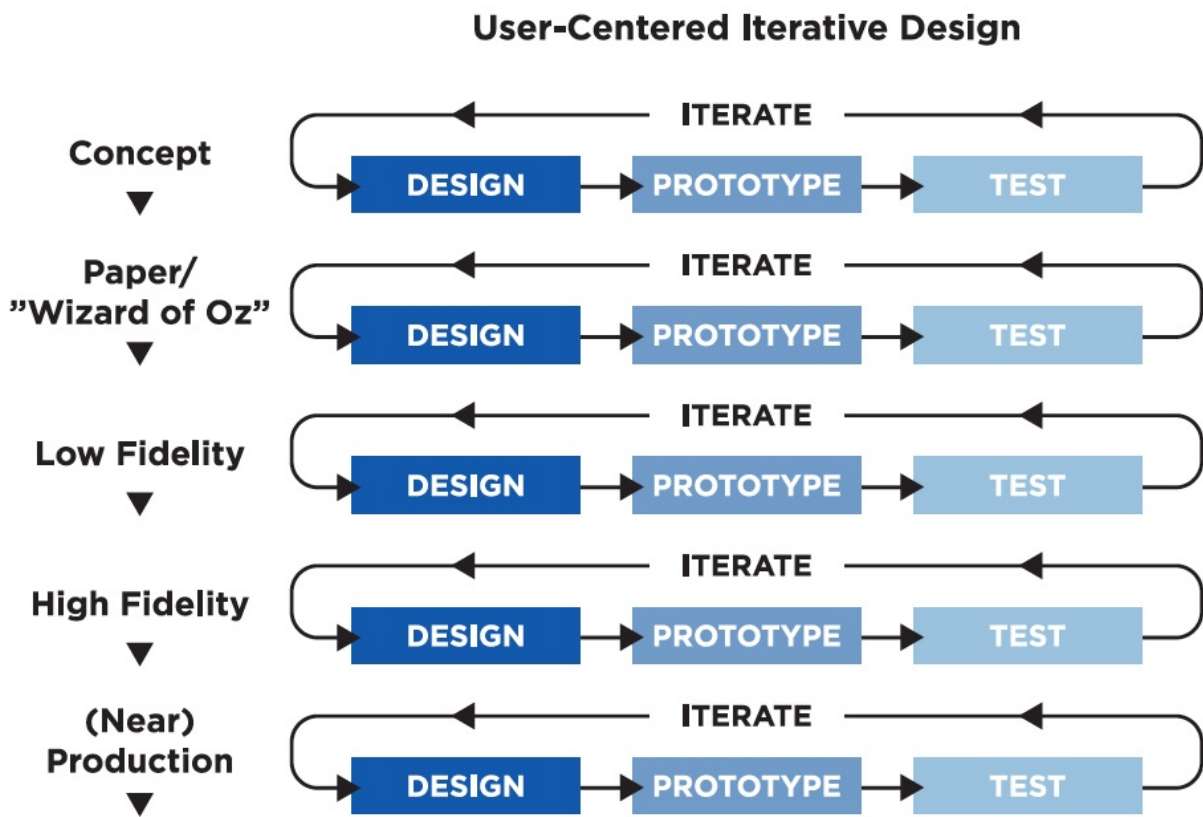 User-Centered Iterative Design
Concept
ITERATE
DESIGN PROTOTYPE TEST
Paper/
”Wizard of Oz”
ITERATE
DESIGN PROTOTYPE TEST
Low Fidelity
ITERATE
DESIGN PROTOTYPE TEST
High Fidelity
ITERATE
DESIGN PROTOTYPE TEST
(Near)
Production
ITERATE
DESIGN PROTOTYPE TEST